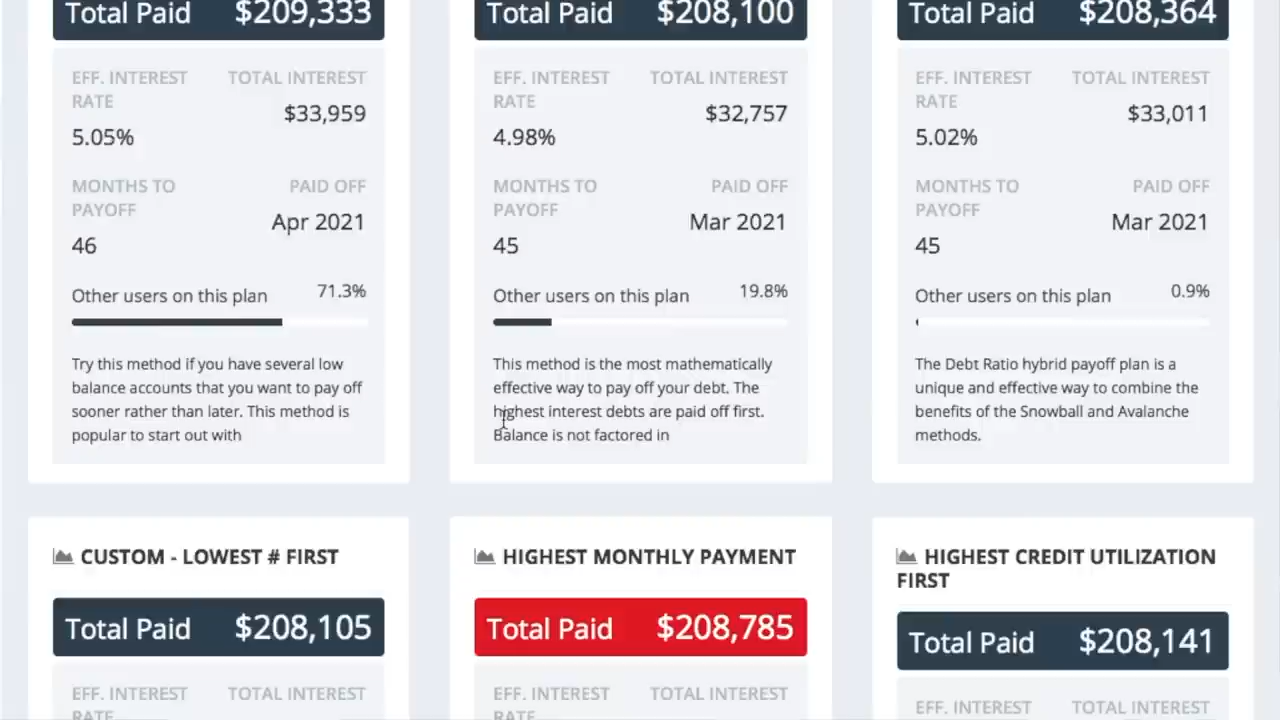 Total Paid $209,333
EFF. INTEREST RATE
5.05%
TOTAL INTEREST
$33,959
MONTHS TO PAYOFF
46
PAID OFF
Apr 2021
Other users on this plan 71.3%
Try this method if you have several low
balance accounts that you want to pay off
sooner rather than later. This method is
popular to start out with
Total Paid $208,100
EFF. INTEREST RATE
4.98%
TOTAL INTEREST
$32,757
MONTHS TO PAYOFF
45
PAID OFF
Mar 2021
Other users on this plan 19.8%
This method is the most mathematically
effective way to pay off your debt. The
highest interest debts are paid off first.
Balance is not factored in
Total Paid $208,364
EFF. INTEREST RATE
5.02%
TOTAL INTEREST
$33,011
MONTHS TO PAYOFF
45
PAID OFF
Mar 2021
Other users on this plan 0.9%
The Debt Ratio hybrid payoff plan is a
unique and effective way to combine the
benefits of the Snowball and Avalanche
methods.
CUSTOM - LOWEST # FIRST
Total Paid $208,105
EFF. INTEREST RATE
TOTAL INTEREST
HIGHEST MONTHLY PAYMENT
Total Paid $208,785
EFF. INTEREST RATE
TOTAL INTEREST
HIGHEST CREDIT UTILIZATION
FIRST
Total Paid $208,141
EFF. INTEREST
TOTAL INTEREST